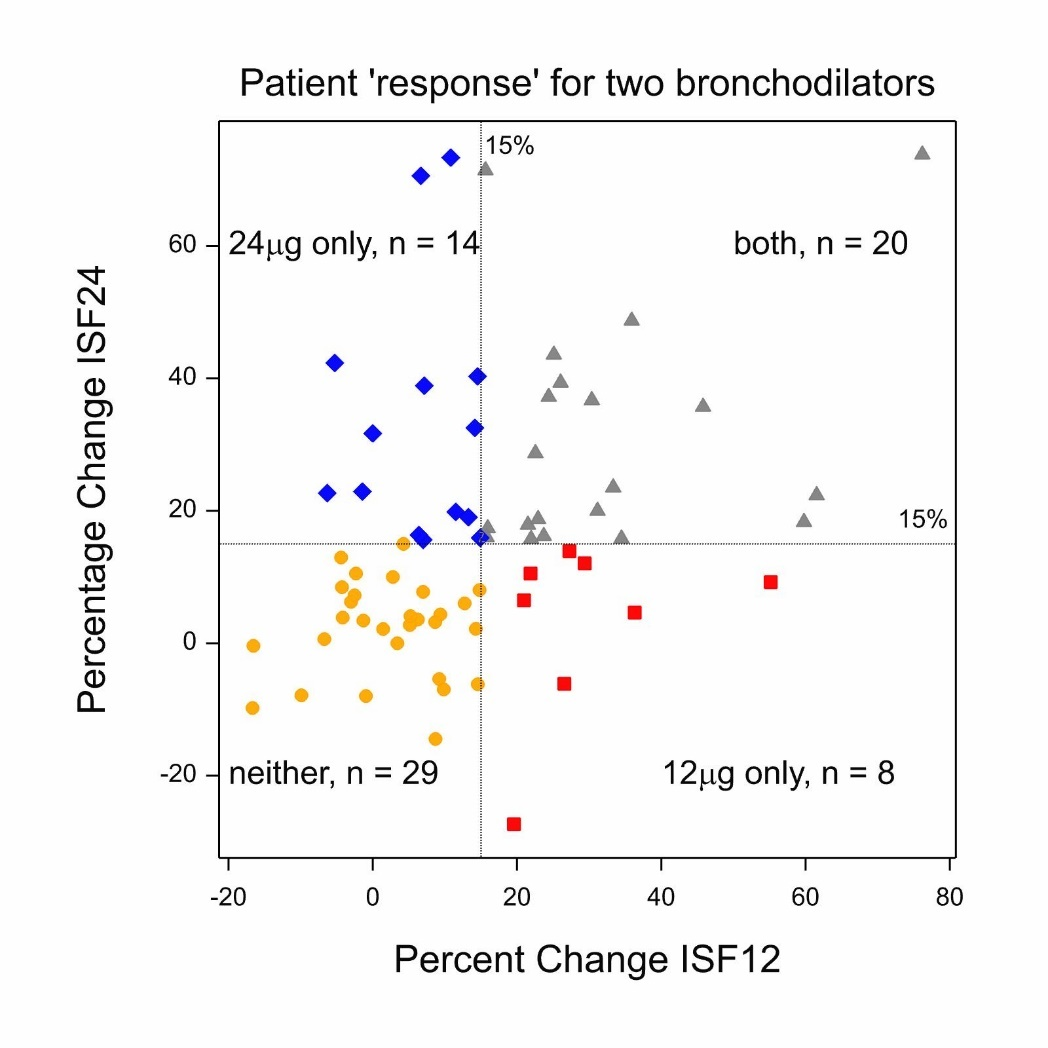 Patient 'response' for two bronchodilators
15%
24μg only, n = 14
both, n = 20
15%
neither, n = 29
12μg only, n = 8
Percentage Change ISF24
60
40
20
0
-20
-20 0 20 40 60 80
Percent Change ISF12